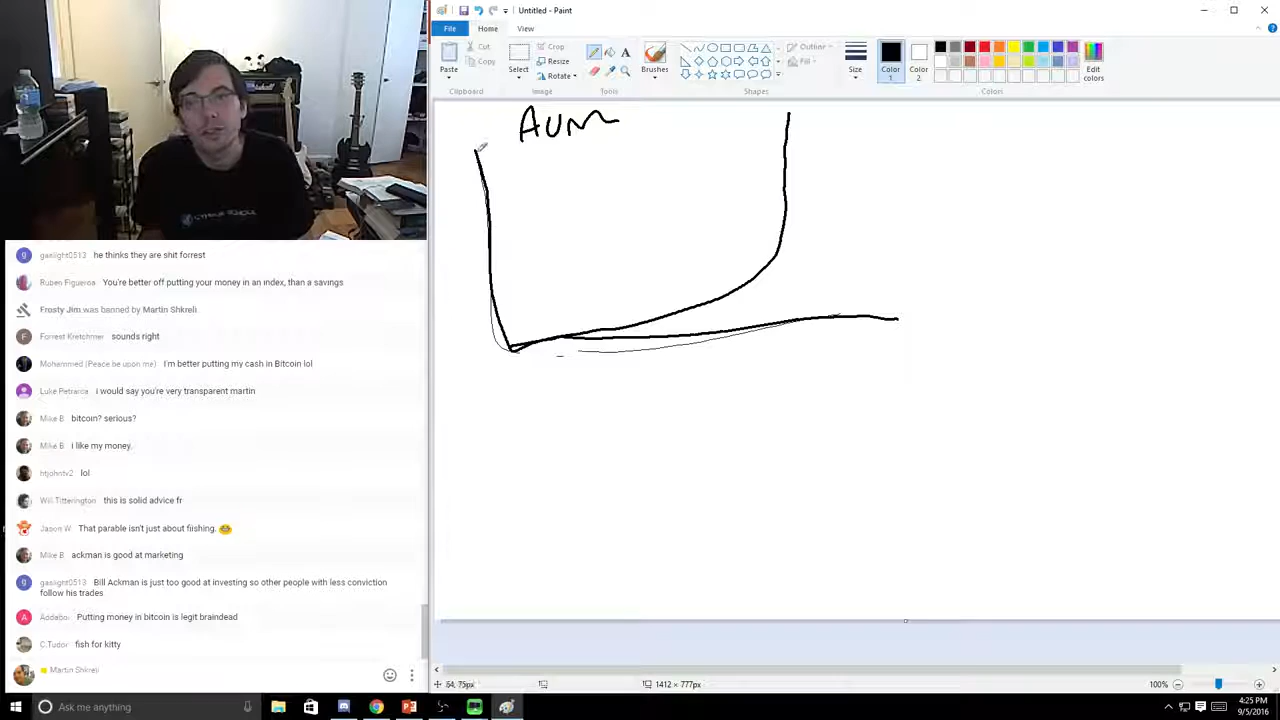 Untitled - Paint
File Home View
Paste Cut Copy Select Crop Resize Rotate Brushes Outline Fill Size Color 1 Color 2 Edit colors
Clipboard Image Tools Shapes Colors
AUM
gaslight0513 he thinks they are shit forrest
Ruben Figueroa You're better off putting your money in an index, than a savings
Frosty Jim was banned by Martin Shkreli
Forrest Kretchmer sounds right
Mohammed (Peace be upon me) I'm better putting my cash in Bitcoin lol
Luke Petrarca i would say you're very transparent martin
Mike B bitcoin? serious?
Mike B i like my money.
htjohntv2 lol
Will Titterington this is solid advice fr
Jason W That parable isn't just about fiishing.
Mike B ackman is good at marketing
gaslight0513 Bill Ackman is just too good at investing so other people with less conviction
follow his trades
Addaboi Putting money in bitcoin is legit braindead
C.Tudor fish for kitty
Martin Shkreli
64, 75px 1412 × 777px 100%
Ask me anything
4:25 PM
9/5/2016